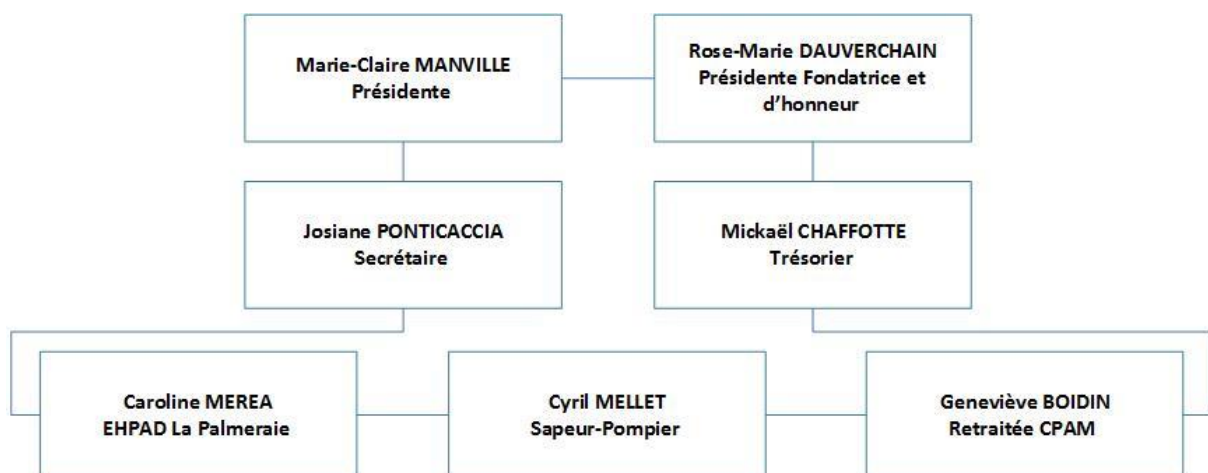 Marie-Claire MANVILLE
Présidente
Rose-Marie DAUVERCHAIN
Présidente Fondatrice et
d’honneur
Josiane PONTICACCIA
Secrétaire
Mickaël CHAFFOTTE
Trésorier
Caroline MEREA
EHPAD La Palmeraie
Cyril MELLET
Sapeur-Pompier
Geneviève BOIDIN
Retraitée CPAM